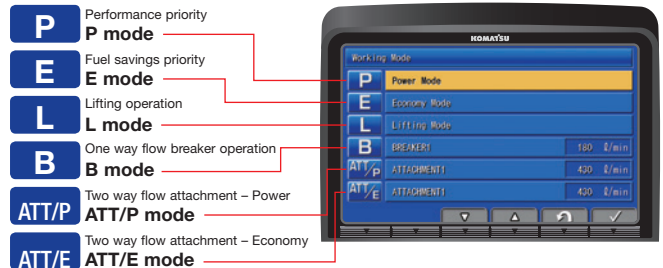 P
Performance priority
P mode
E
Fuel savings priority
E mode
L
Lifting operation
L mode
B
One way flow breaker operation
B mode
ATT/P
Two way flow attachment – Power
ATT/P mode
ATT/E
Two way flow attachment – Economy
ATT/E mode
KOMATSU
Working Mode
P Power Mode
E Economy Mode
L Lifting Mode
B BREAKER1 160 ℓ/min
ATT/P ATTACHMENT1 430 ℓ/min
ATT/E ATTACHMENT1 430 ℓ/min